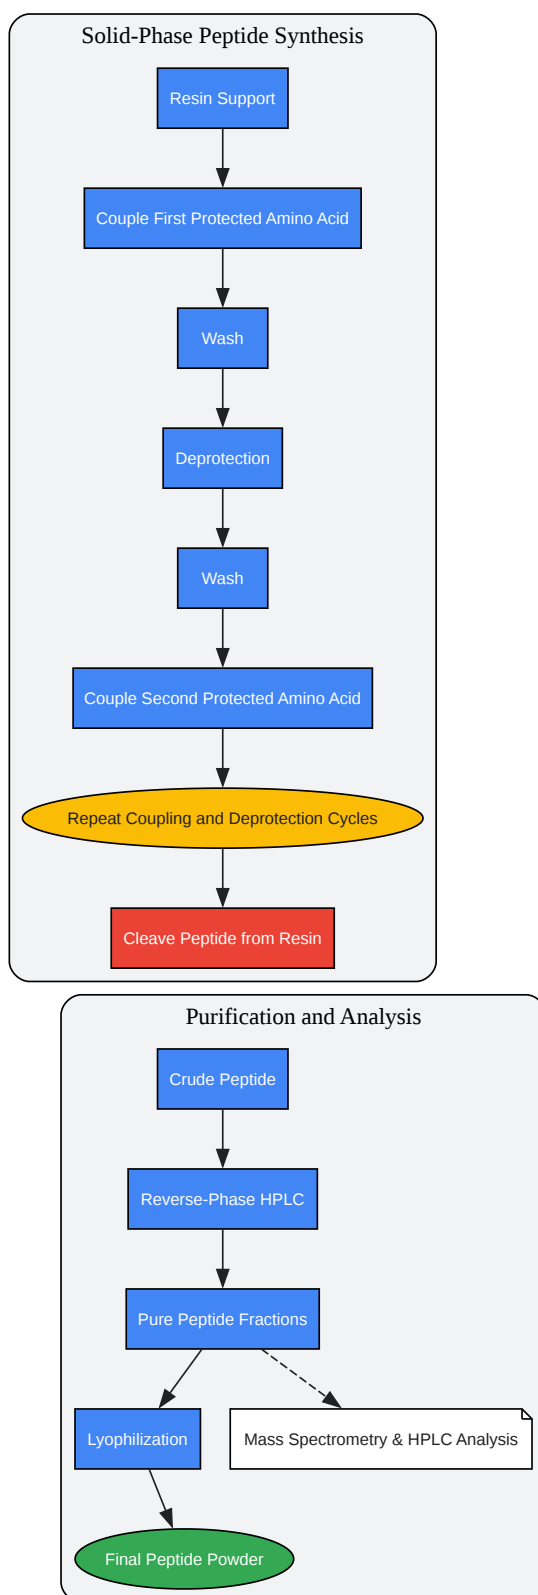 Solid-Phase Peptide Synthesis
Resin Support
Couple First Protected Amino Acid
Wash
Deprotection
Wash
Couple Second Protected Amino Acid
Repeat Coupling and Deprotection Cycles
Cleave Peptide from Resin
Purification and Analysis
Crude Peptide
Reverse-Phase HPLC
Pure Peptide Fractions
Lyophilization
Mass Spectrometry & HPLC Analysis
Final Peptide Powder